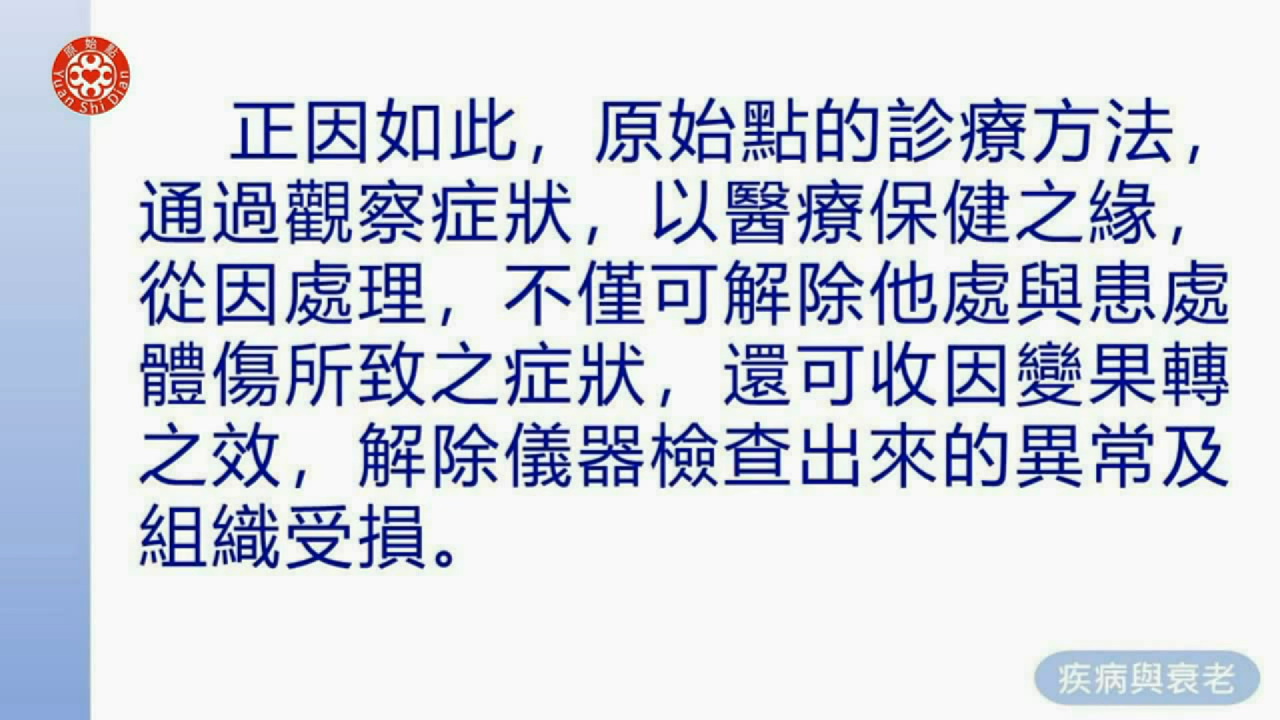 原始點
Yuan Shi Dian
正因如此，原始點的診療方法，
通過觀察症狀，以醫療保健之緣，
從因處理，不僅可解除他處與患處
體傷所致之症狀，還可收因變果轉
之效，解除儀器檢查出來的異常及
組織受損。
疾病與衰老